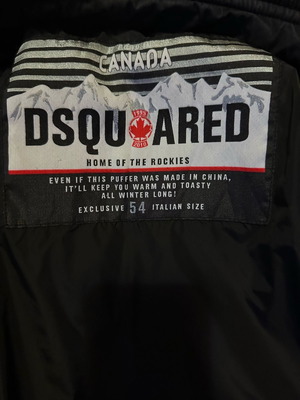 CANADA
DSQUARED
HOME OF THE ROCKIES
EVEN IF THIS PUFFER WAS MADE IN CHINA,
IT'LL KEEP YOU WARM AND TOASTY
ALL WINTER LONG!
EXCLUSIVE 54 ITALIAN SIZE